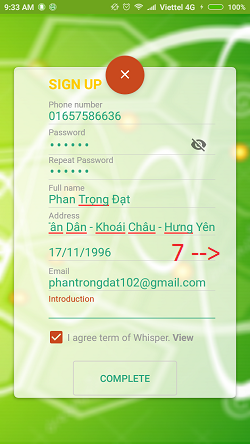 9:33 AM Viettel 4G 100%
SIGN UP
Phone number
01657586636
Password
••••••
Repeat Password
••••••
Full name
Phan Trọng Đạt
Address
Dân - Khoái Châu - Hưng Yên
17/11/1996
7 -->
Email
phantrongdat102@gmail.com
Introduction
I agree term of Whisper. View
COMPLETE